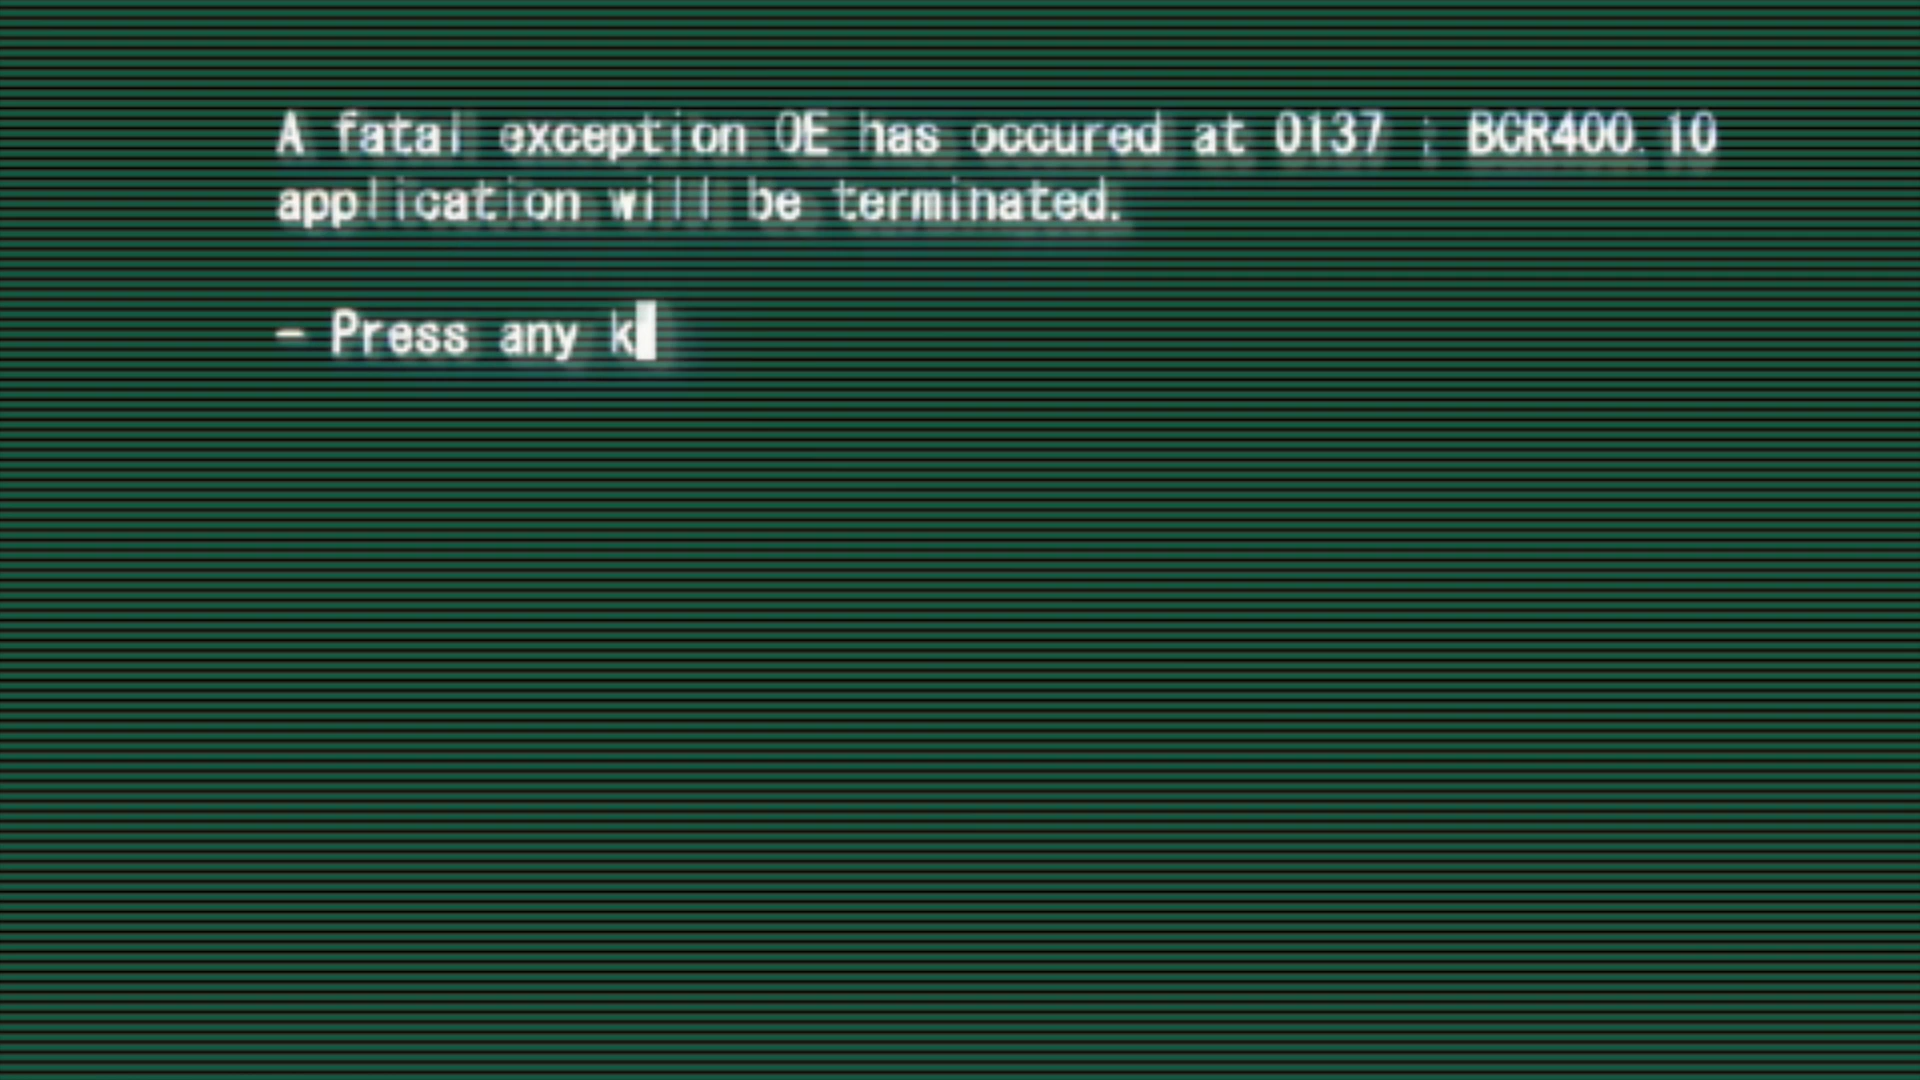 A fatal exception 0E has occured at 0137 : BCR400.10
application will be terminated.
- Press any k